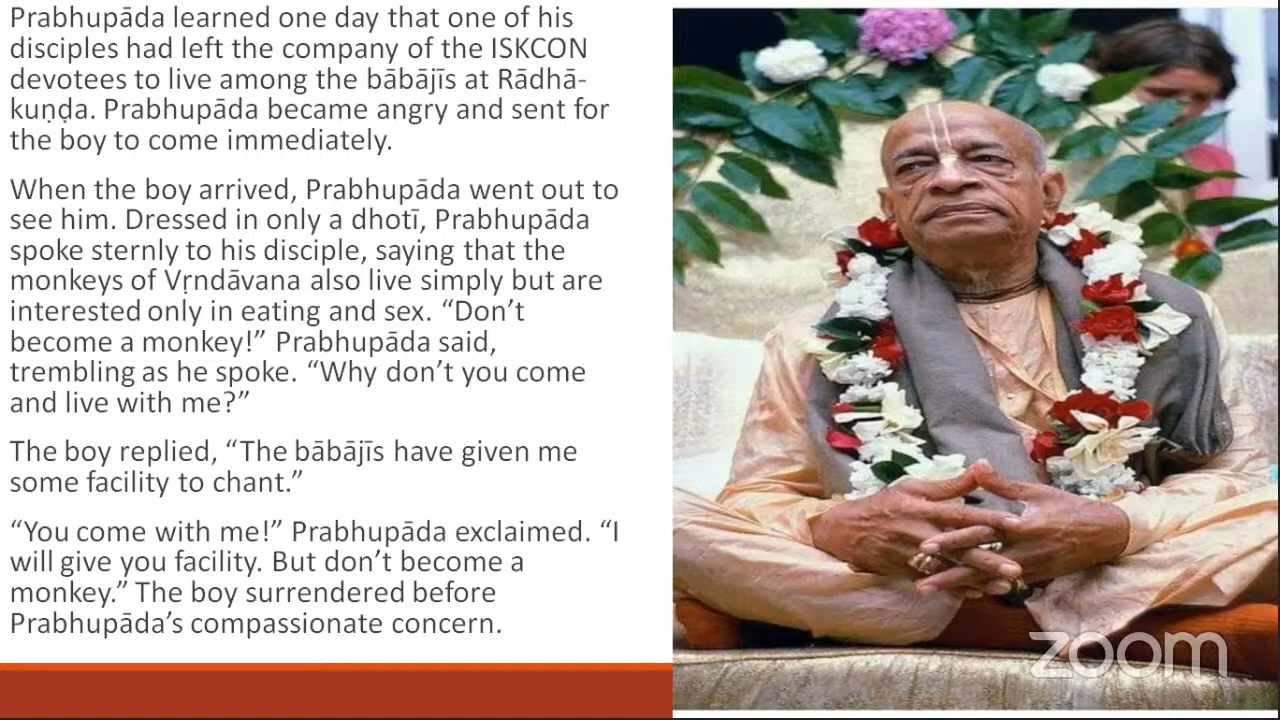 Prabhupāda learned one day that one of his
disciples had left the company of the ISKCON
devotees to live among the bābājīs at Rādhā-
kuṇḍa. Prabhupāda became angry and sent for
the boy to come immediately.
When the boy arrived, Prabhupāda went out to
see him. Dressed in only a dhotī, Prabhupāda
spoke sternly to his disciple, saying that the
monkeys of Vṛndāvana also live simply but are
interested only in eating and sex. “Don’t
become a monkey!” Prabhupāda said,
trembling as he spoke. “Why don’t you come
and live with me?”
The boy replied, “The bābājīs have given me
some facility to chant.”
“You come with me!” Prabhupāda exclaimed. “I
will give you facility. But don’t become a
monkey.” The boy surrendered before
Prabhupāda’s compassionate concern.
zoom